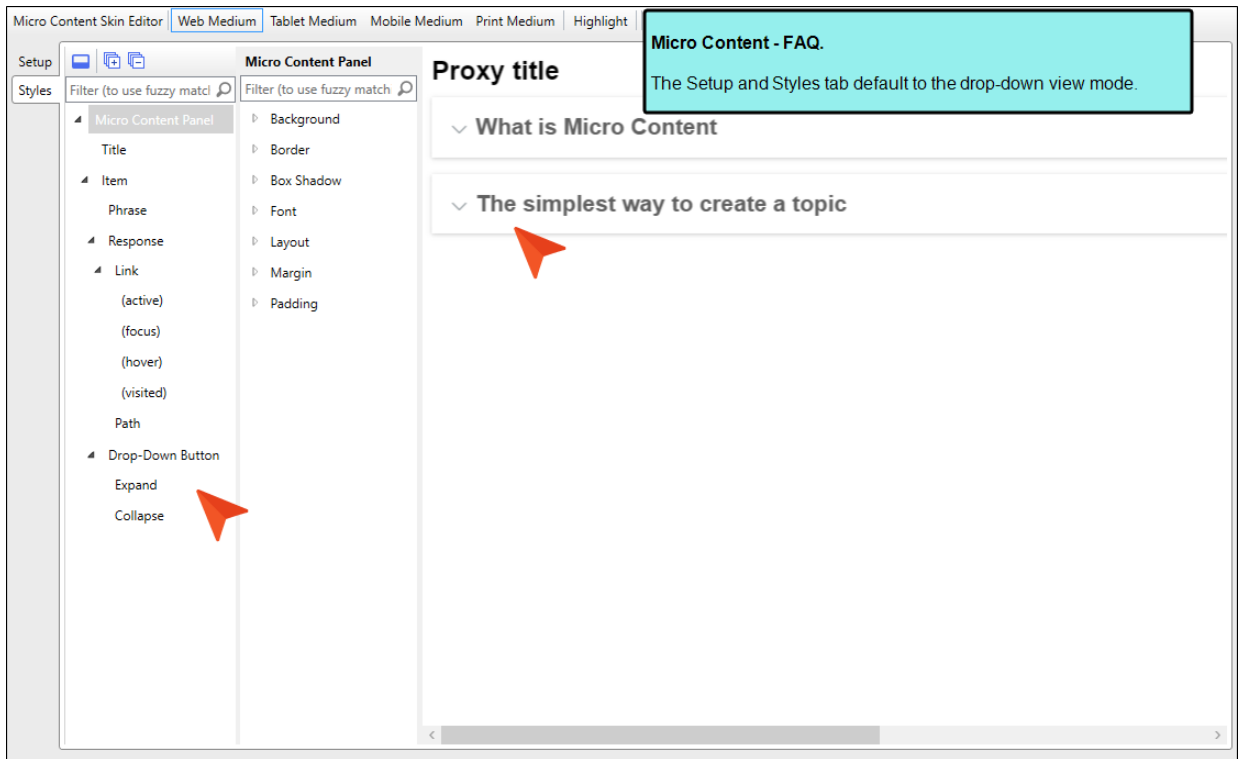 Micro Content Skin Editor Web Medium Tablet Medium Mobile Medium Print Medium Highlight
Micro Content - FAQ.
The Setup and Styles tab default to the drop-down view mode.
Setup
Styles
Filter (to use fuzzy matcl
Micro Content Panel
Title
Item
Phrase
Response
Link
(active)
(focus)
(hover)
(visited)
Path
Drop-Down Button
Expand
Collapse
Micro Content Panel
Filter (to use fuzzy match
Background
Border
Box Shadow
Font
Layout
Margin
Padding
Proxy title
What is Micro Content
The simplest way to create a topic